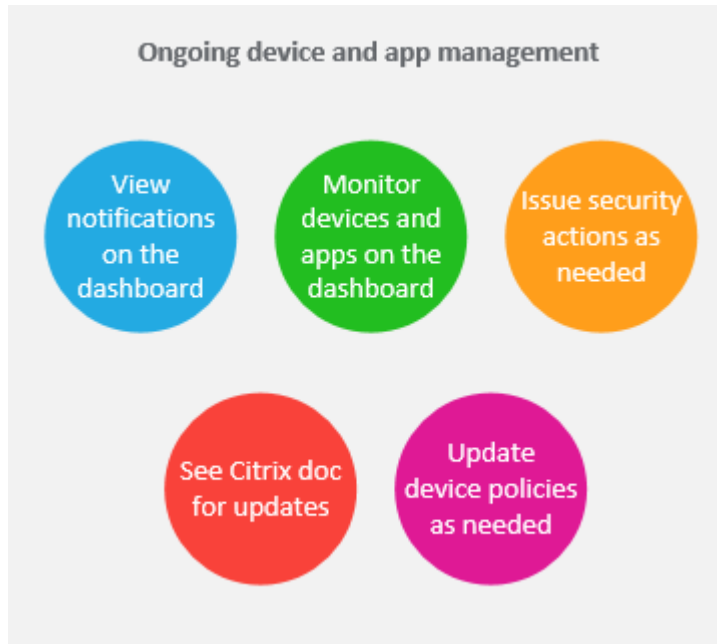 Ongoing device and app management
View
notifications
on the
dashboard
Monitor
devices and
apps on the
dashboard
Issue security
actions as
needed
See Citrix doc
for updates
Update
device policies
as needed